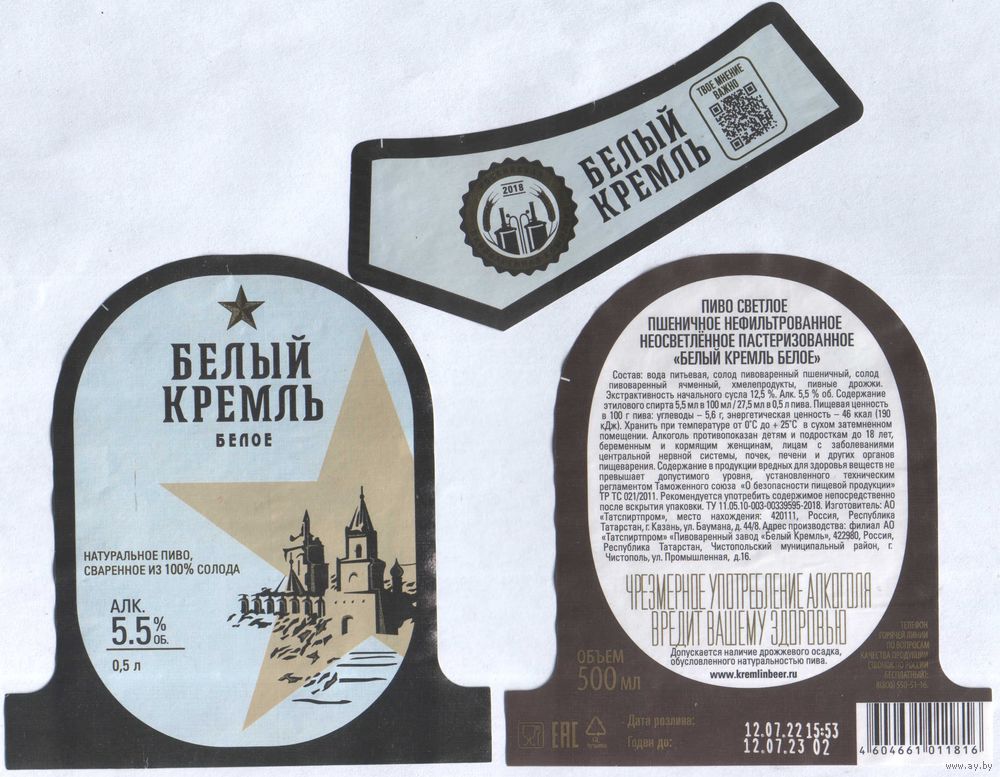 ТВОЕ МНЕНИЕ
ВАЖНО
2018
БЕЛЫЙ
КРЕМЛЬ
БЕЛЫЙ
КРЕМЛЬ
БЕЛОЕ
НАТУРАЛЬНОЕ ПИВО,
СВАРЕННОЕ ИЗ 100% СОЛОДА
АЛК.
5.5% ОБ.
0,5 л
ПИВО СВЕТЛОЕ
ПШЕНИЧНОЕ НЕФИЛЬТРОВАННОЕ
НЕОСВЕТЛЁННОЕ ПАСТЕРИЗОВАННОЕ
«БЕЛЫЙ КРЕМЛЬ БЕЛОЕ»
Состав: вода питьевая, солод пивоваренный пшеничный, солод
пивоваренный ячменный, хмелепродукты, пивные дрожжи.
Экстрактивность начального сусла 12,5 %. Алк. 5,5 % об. Содержание
этилового спирта 5,5 мл в 100 мл / 27,5 мл в 0,5 л пива. Пищевая ценность
в 100 г пива: углеводы – 5,6 г, энергетическая ценность – 46 ккал (190
кДж). Хранить при температуре от 0°С до + 25°С в сухом затемненном
помещении. Алкоголь противопоказан детям и подросткам до 18 лет,
беременным и кормящим женщинам, лицам с заболеваниями
центральной нервной системы, почек, печени и других органов
пищеварения. Содержание в продукции вредных для здоровья веществ не
превышает допустимого уровня, установленного техническим
регламентом Таможенного союза «О безопасности пищевой продукции»
ТР ТС 021/2011. Рекомендуется употребить содержимое непосредственно
после вскрытия упаковки. ТУ 11.05.10-003-00339595-2018. Изготовитель: АО
«Татспиртпром», место нахождения: 420111, Россия, Республика
Татарстан, г. Казань, ул. Баумана, д. 44/8. Адрес производства: филиал АО
«Татспиртпром» «Пивоваренный завод «Белый Кремль», 422980, Россия,
Республика Татарстан, Чистопольский муниципальный район, г.
Чистополь, ул. Промышленная, д.16.
ЧРЕЗМЕРНОЕ УПОТРЕБЛЕНИЕ АЛКОГОЛЯ
ВРЕДИТ ВАШЕМУ ЗДОРОВЬЮ
Допускается наличие дрожжевого осадка,
обусловленного натуральностью пива.
www.kremlinbeer.ru
ОБЪЕМ
500 мл
ТЕЛЕФОН
ГОРЯЧЕЙ ЛИНИИ
ПО ВОПРОСАМ
КАЧЕСТВА ПРОДУКЦИИ
(ЗВОНОК ПО РОССИИ
БЕСПЛАТНЫЙ):
8(800) 550-51-16.
EAC
Дата розлива: 12.07.22 15:53
Годен до: 12.07.23 02
4 604661 011816
www.ay.by